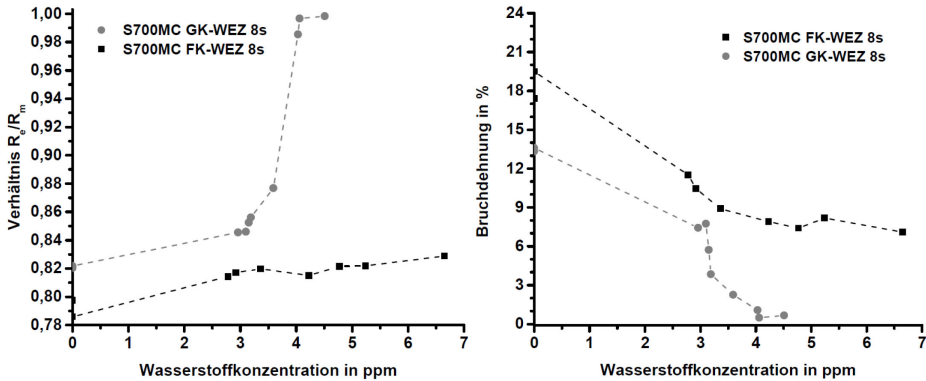 1,00
0,98
0,96
0,94
0,92
0,90
0,88
0,86
0,84
0,82
0,80
0,78
Verhältnis Re/Rm
S700MC GK-WEZ 8s
S700MC FK-WEZ 8s
0 1 2 3 4 5 6 7
Wasserstoffkonzentration in ppm
24
21
18
15
12
9
6
3
0
Bruchdehnung in %
S700MC FK-WEZ 8s
S700MC GK-WEZ 8s
0 1 2 3 4 5 6 7
Wasserstoffkonzentration in ppm